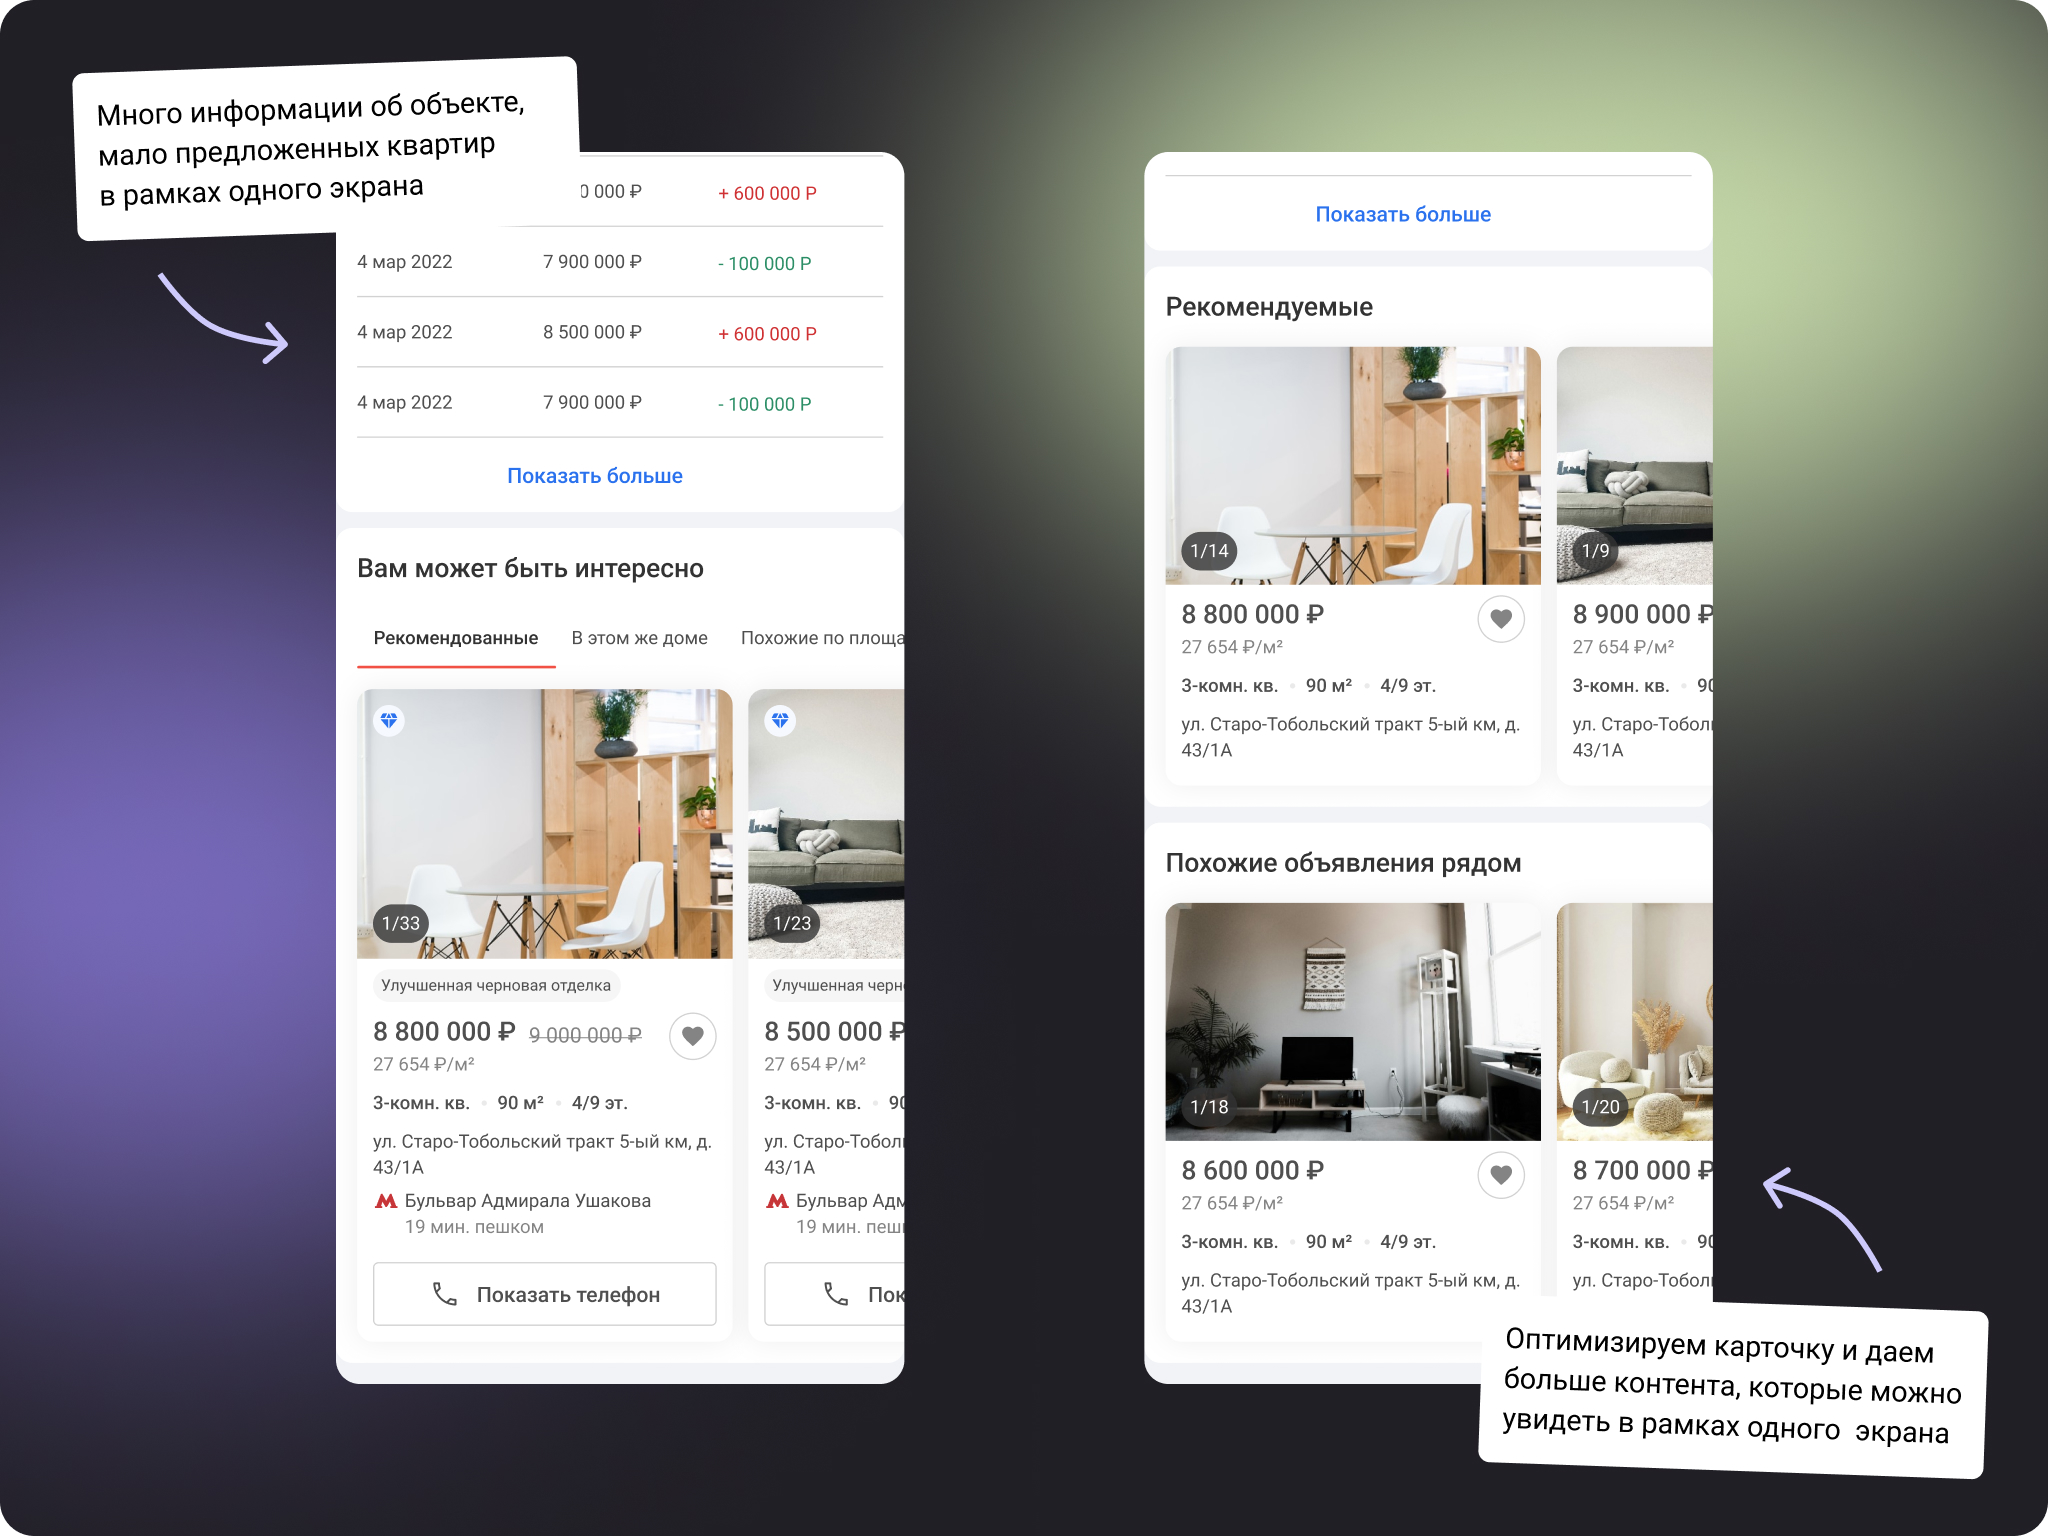 Много информации об объекте,
мало предложенных квартир
в рамках одного экрана
0 000 ₽ + 600 000 Р
4 мар 2022 7 900 000 ₽ - 100 000 Р
4 мар 2022 8 500 000 ₽ + 600 000 Р
4 мар 2022 7 900 000 ₽ - 100 000 Р
Показать больше
Вам может быть интересно
Рекомендованные В этом же доме Похожие по площа
1/33
Улучшенная черновая отделка
8 800 000 ₽ 9 000 000 ₽
27 654 ₽/м²
3-комн. кв. 90 м² 4/9 эт.
ул. Старо-Тобольский тракт 5-ый км, д.
43/1А
Бульвар Адмирала Ушакова
19 мин. пешком
Показать телефон
1/23
Улучшенная черн
8 500 000 ₽
27 654 ₽/м²
3-комн. кв. 90
ул. Старо-Тобол
43/1А
Бульвар Адм
19 мин. пеш
Пок
Показать больше
Рекомендуемые
1/14
8 800 000 ₽
27 654 ₽/м²
3-комн. кв. 90 м² 4/9 эт.
ул. Старо-Тобольский тракт 5-ый км, д.
43/1А
1/9
8 900 000 ₽
27 654 ₽/м²
3-комн. кв. 90
ул. Старо-Тобол
43/1А
Похожие объявления рядом
1/18
8 600 000 ₽
27 654 ₽/м²
3-комн. кв. 90 м² 4/9 эт.
ул. Старо-Тобольский тракт 5-ый км, д.
43/1А
1/20
8 700 000 ₽
27 654 ₽/м²
3-комн. кв. 90
ул. Старо-Тобол
Оптимизируем карточку и даем
больше контента, которые можно
увидеть в рамках одного экрана